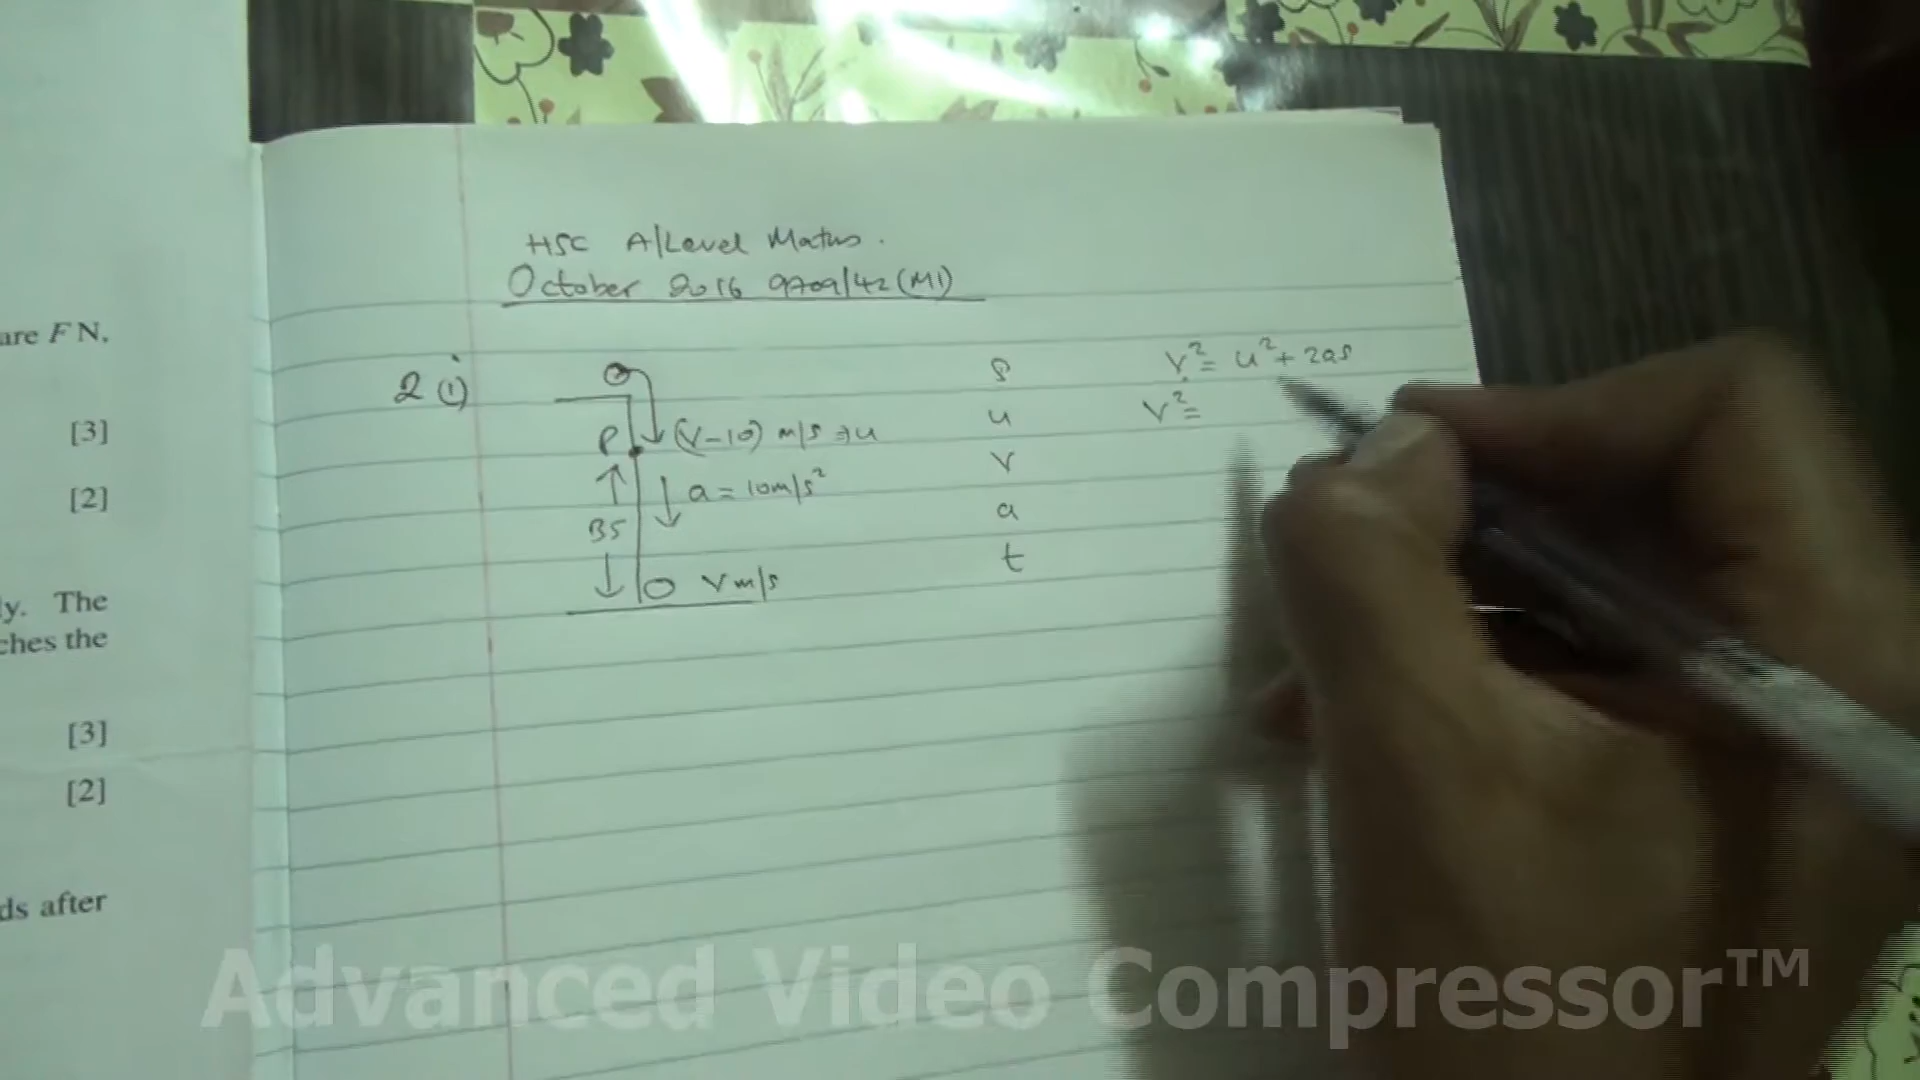 are F N.
[3]
[2]
ly. The
ches the
[3]
[2]
ds after
HSC A/Level Maths.
October 2016 9709/42 (M1)
2 (i)
P (V-10) m/s → u
a = 10 m/s²
35
V m/s
s
u
v
a
t
V² = u² + 2as
V² =
Advanced Video Compressor™